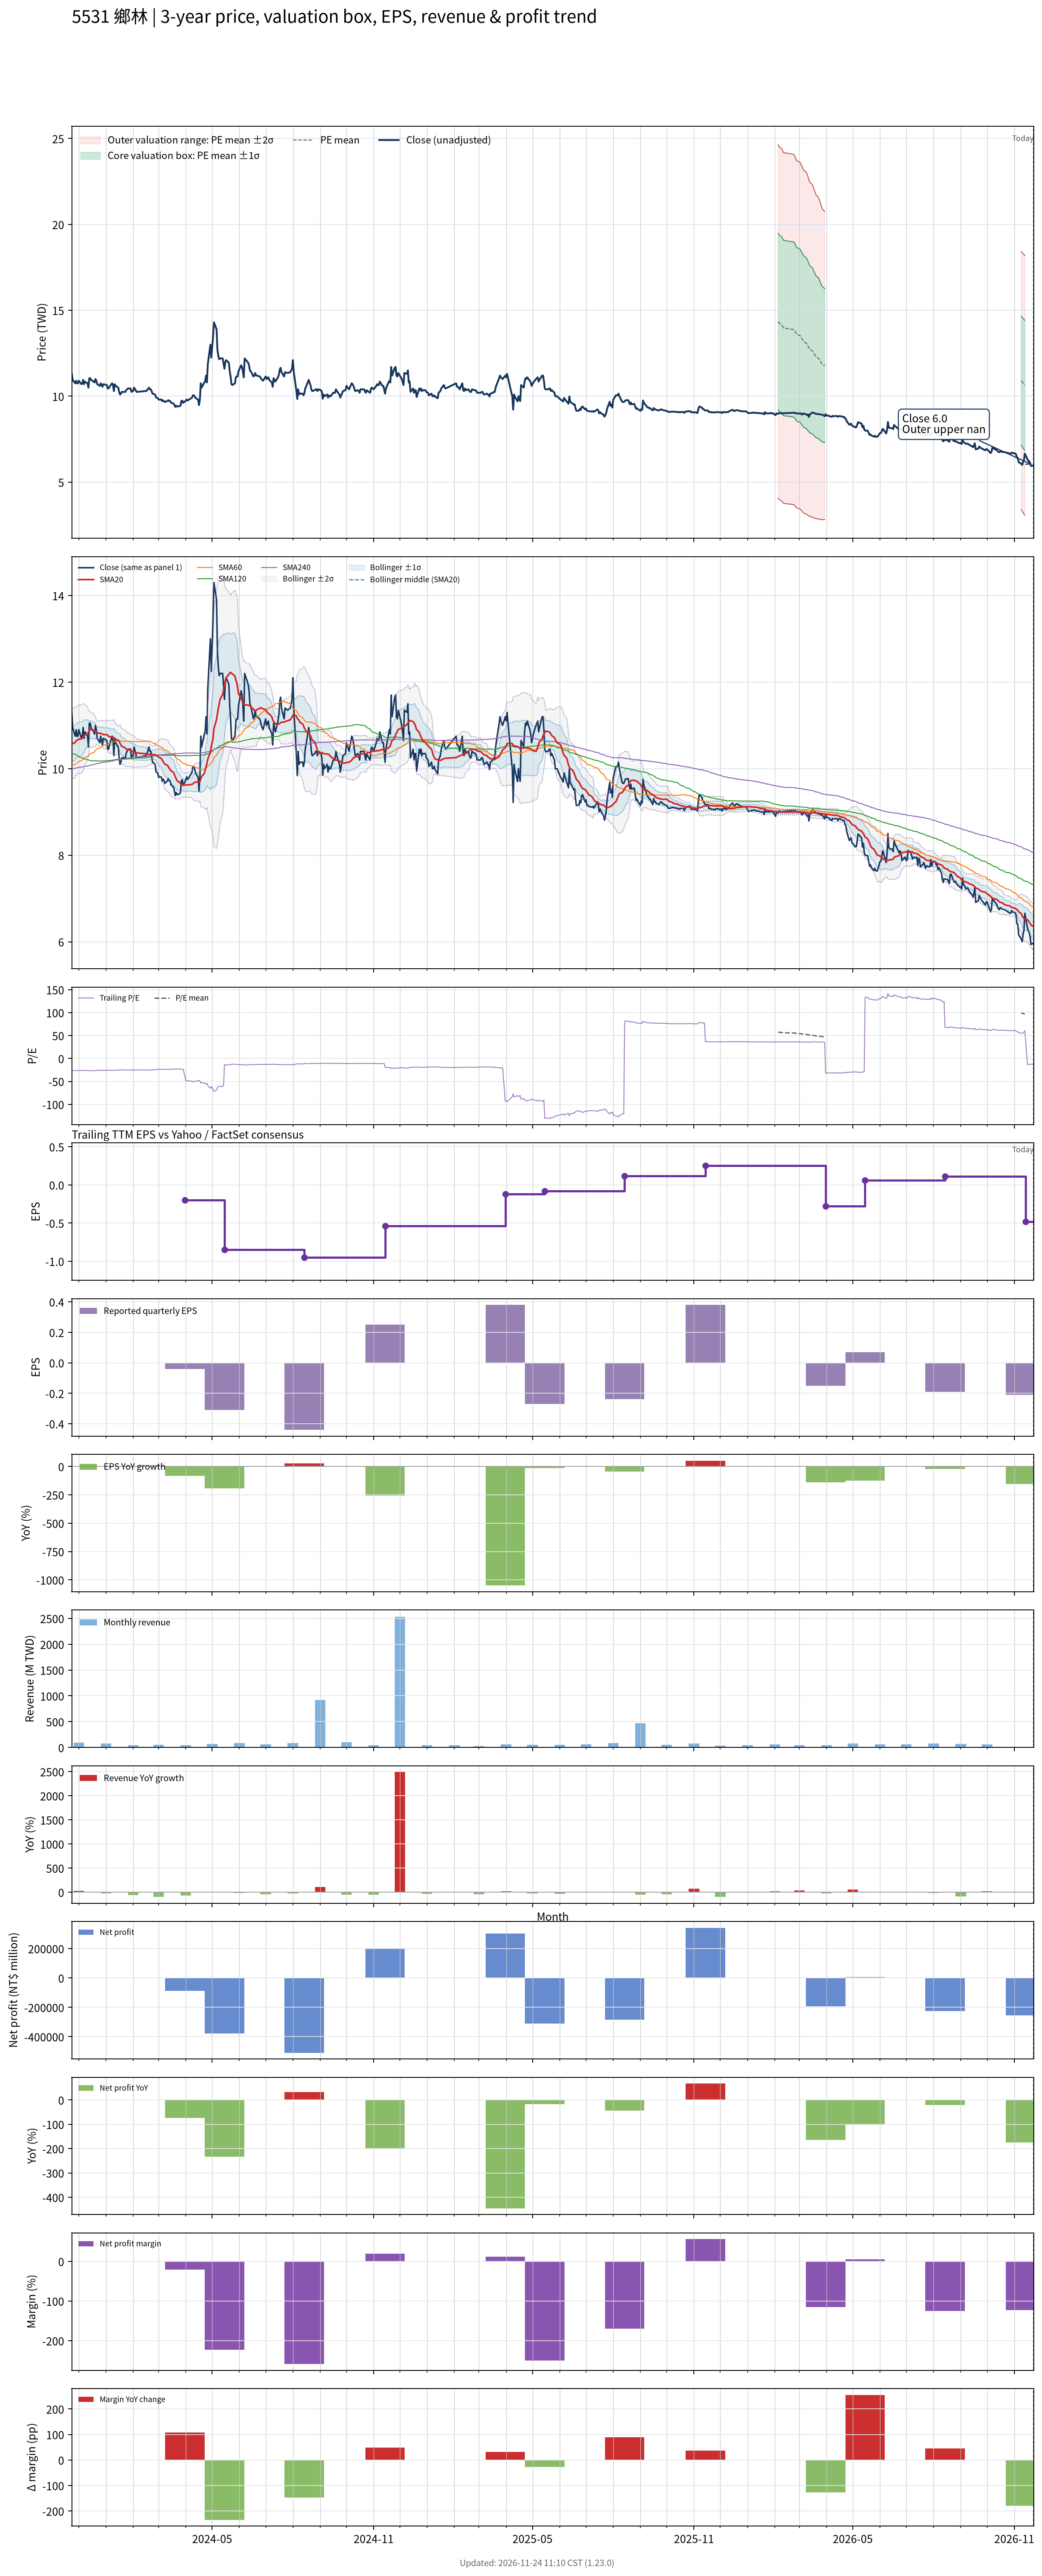 5531 鄉林 | 3-year price, valuation box, EPS, revenue & profit trend
Outer valuation range: PE mean ±2σ
PE mean
Close (unadjusted)
Core valuation box: PE mean ±1σ
Today
25
20
15
10
5
Price (TWD)
Close 6.0
Outer upper nan
Close (same as panel 1)
SMA60
SMA240
Bollinger ±1σ
SMA20
SMA120
Bollinger ±2σ
Bollinger middle (SMA20)
14
12
10
8
6
Price
Trailing P/E
P/E mean
150
100
50
0
-50
-100
P/E
Trailing TTM EPS vs Yahoo / FactSet consensus
Today
0.5
0.0
-0.5
-1.0
EPS
Reported quarterly EPS
0.4
0.2
0.0
-0.2
-0.4
EPS
EPS YoY growth
0
-250
-500
-750
-1000
YoY (%)
Monthly revenue
2500
2000
1500
1000
500
0
Revenue (M TWD)
Revenue YoY growth
2500
2000
1500
1000
500
0
YoY (%)
Month
Net profit
200000
0
-200000
-400000
Net profit (NT$ million)
Net profit YoY
0
-100
-200
-300
-400
YoY (%)
Net profit margin
0
-100
-200
Margin (%)
Margin YoY change
200
100
0
-100
-200
Δ margin (pp)
2024-05
2024-11
2025-05
2025-11
2026-05
2026-11
Updated: 2026-11-24 11:10 CST (1.23.0)